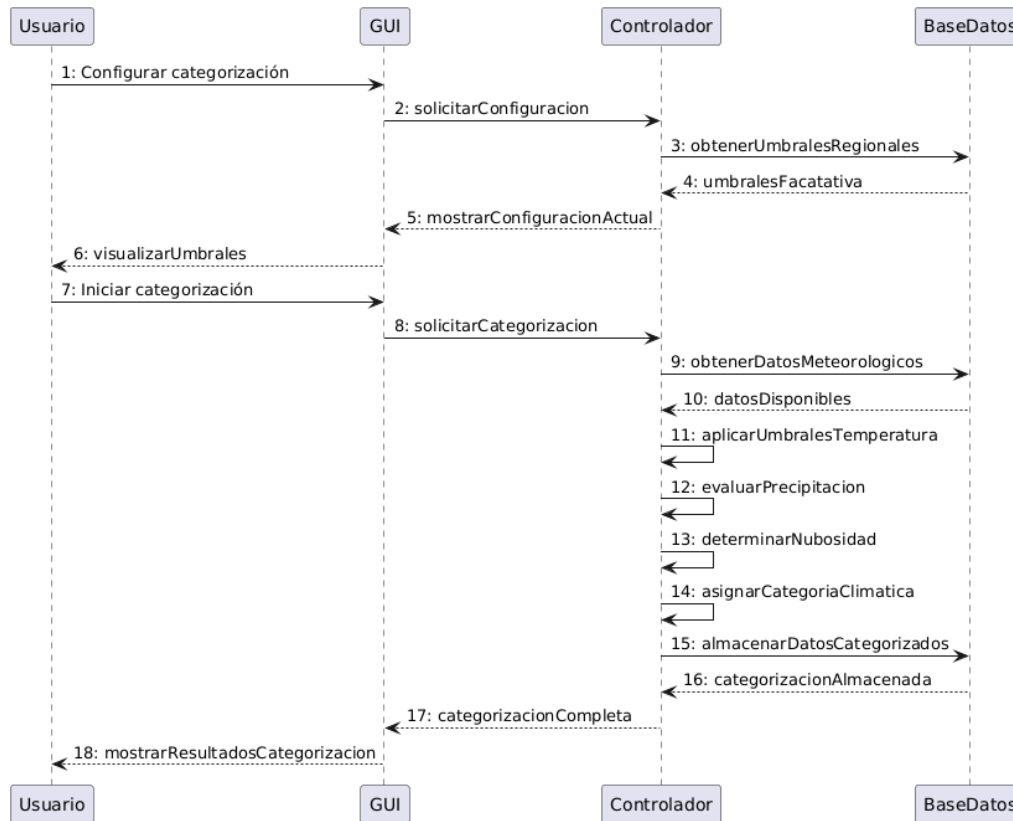 Usuario GUI Controlador BaseDatos
1: Configurar categorización
2: solicitarConfiguracion
3: obtenerUmbralesRegionales
4: umbralesFacatativa
5: mostrarConfiguracionActual
6: visualizarUmbrales
7: Iniciar categorización
8: solicitarCategorizacion
9: obtenerDatosMeteorologicos
10: datosDisponibles
11: aplicarUmbralesTemperatura
12: evaluarPrecipitacion
13: determinarNubosidad
14: asignarCategoriaClimatica
15: almacenarDatosCategorizados
16: categorizacionAlmacenada
17: categorizacionCompleta
18: mostrarResultadosCategorizacion
Usuario GUI Controlador BaseDatos